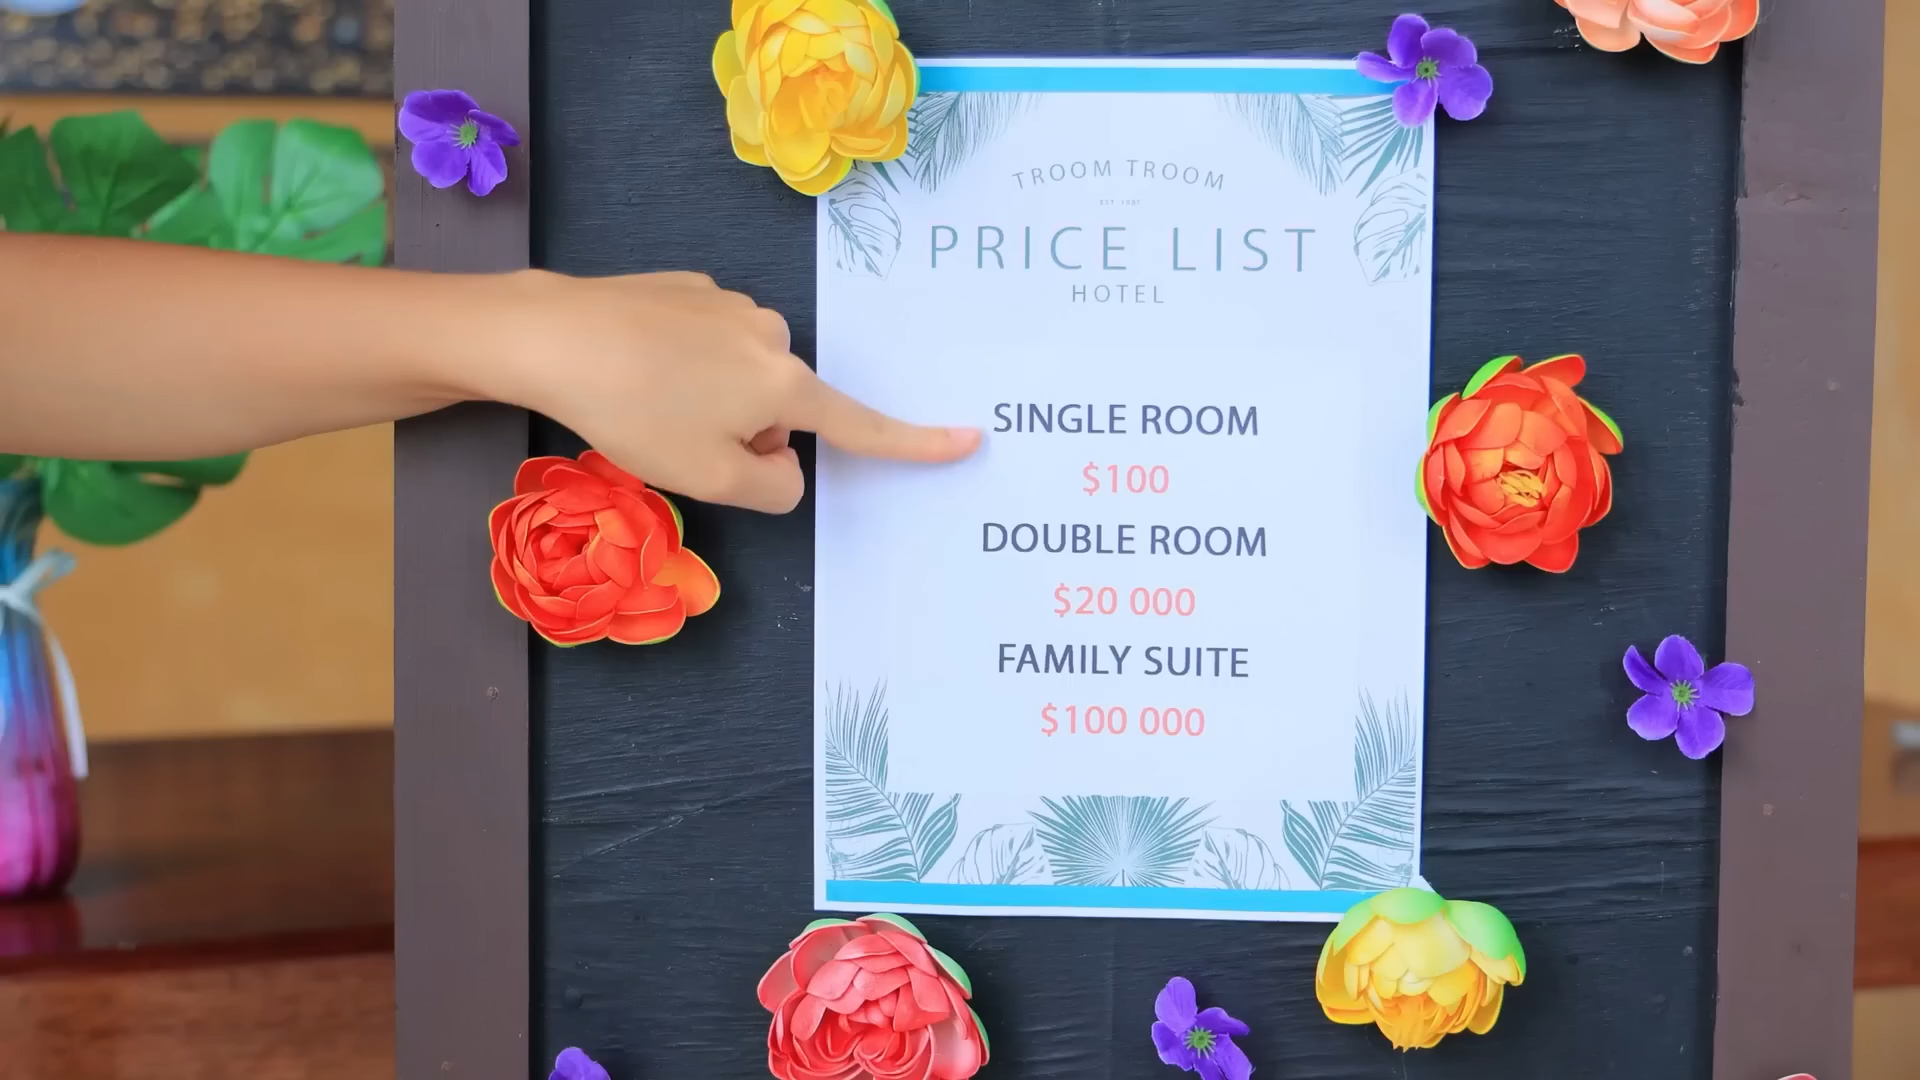 TROOM TROOM
PRICE LIST
HOTEL
SINGLE ROOM
$100
DOUBLE ROOM
$20 000
FAMILY SUITE
$100 000